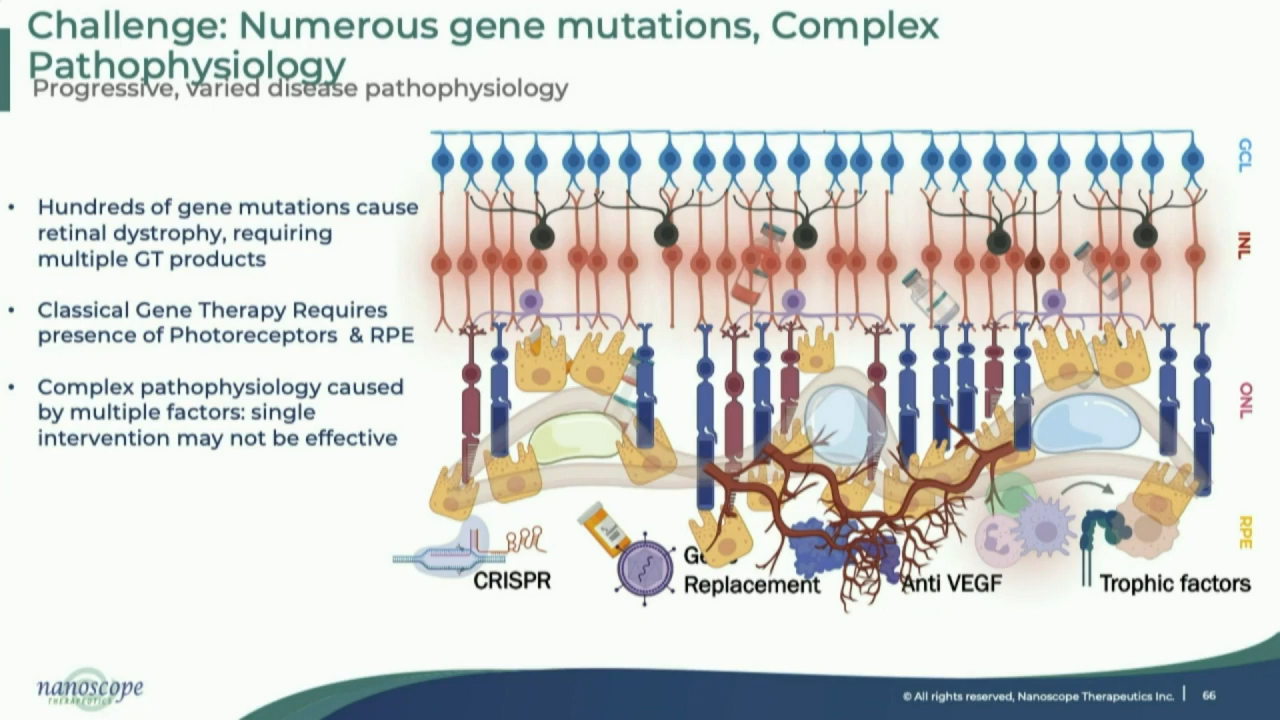 Challenge: Numerous gene mutations, Complex
Pathophysiology
Progressive, varied disease pathophysiology
• Hundreds of gene mutations cause
retinal dystrophy, requiring
multiple GT products
• Classical Gene Therapy Requires
presence of Photoreceptors & RPE
• Complex pathophysiology caused
by multiple factors: single
intervention may not be effective
GCL
INL
ONL
RPE
CRISPR
Replacement
Anti VEGF
Trophic factors
nanoscope
THERAPEUTICS
© All rights reserved, Nanoscope Therapeutics Inc. | 66